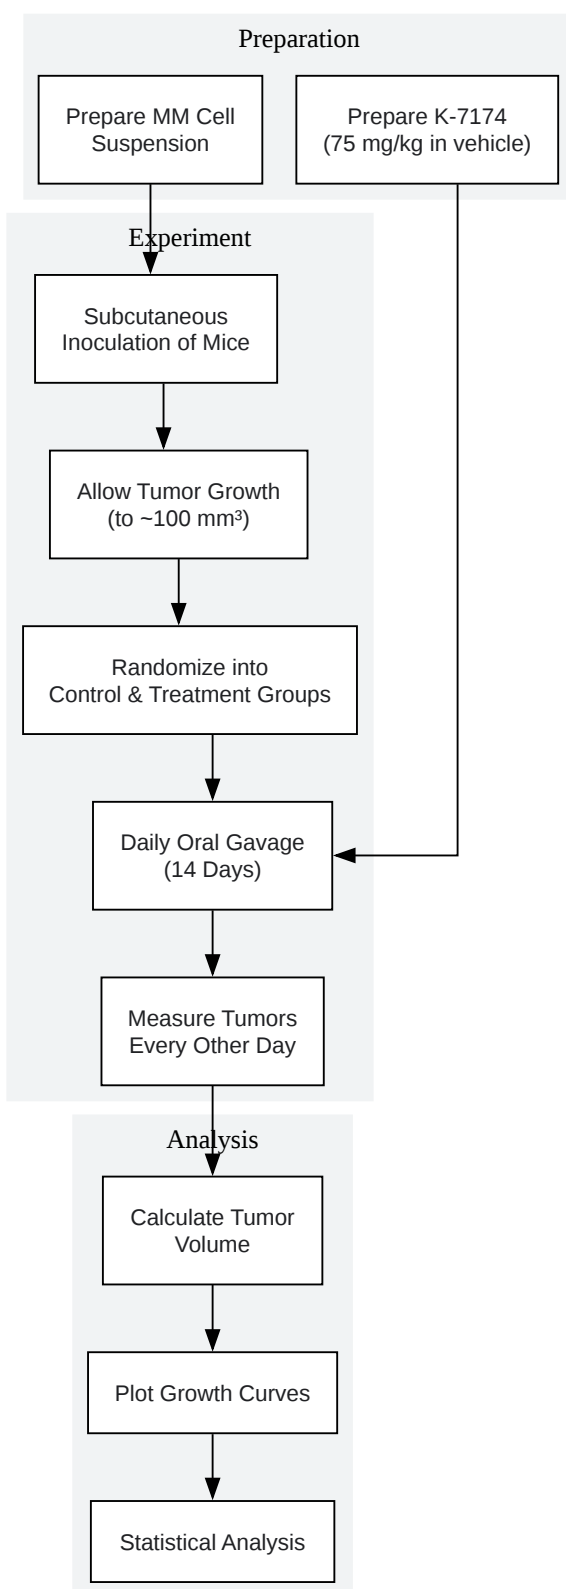 Preparation
Prepare MM Cell
Suspension
Prepare K-7174
(75 mg/kg in vehicle)
Experiment
Subcutaneous
Inoculation of Mice
Allow Tumor Growth
(to ~100 mm³)
Randomize into
Control & Treatment Groups
Daily Oral Gavage
(14 Days)
Measure Tumors
Every Other Day
Analysis
Calculate Tumor
Volume
Plot Growth Curves
Statistical Analysis